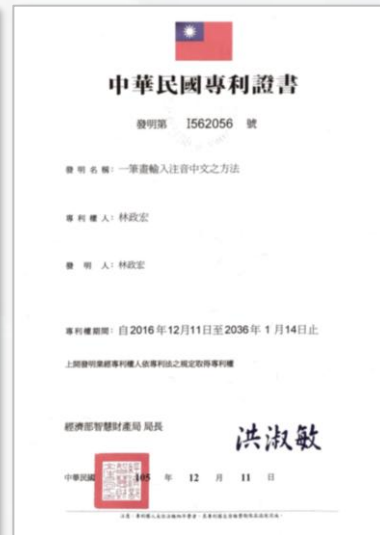 中華民國專利證書
發明第 I562056 號
發明名稱：一筆畫輸入注音中文之方法
專利權人：林政宏
發明人：林政宏
專利權期間：自2016年12月11日至2036年1月14日止
上開發明業經專利權人依專利法之規定取得專利權
經濟部智慧財產局 局長
洪淑敏
中華民國 105 年 12 月 11 日